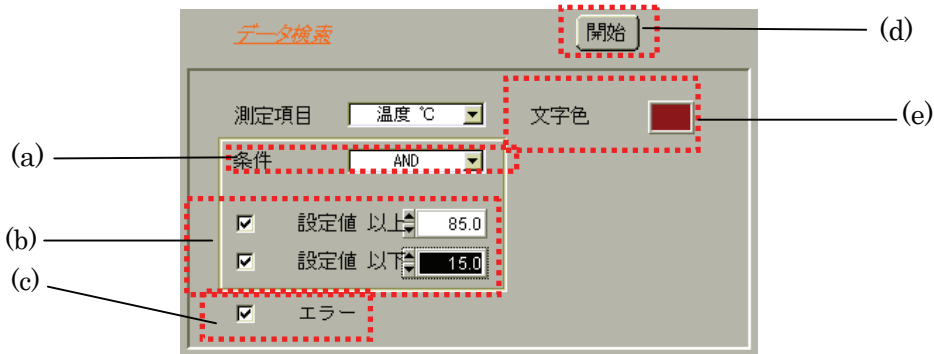 データ検索
開始
(d)
測定項目 温度 ℃
文字色
(e)
(a)
条件 AND
(b)
設定値 以上 85.0
設定値 以下 15.0
(c)
エラー